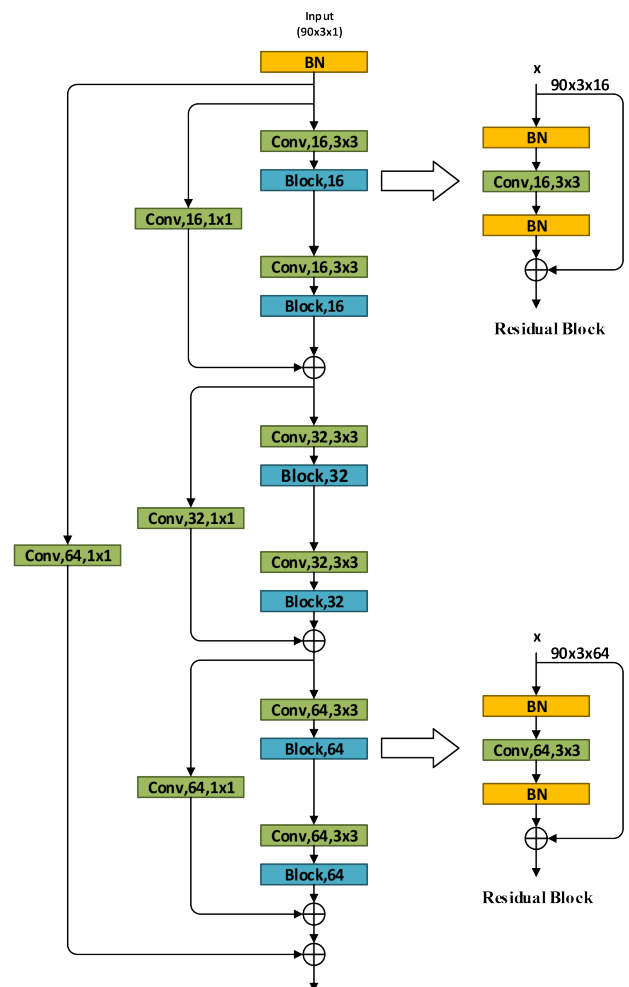 Input
(90x3x1)
BN
Conv,16,3x3
Block,16
Conv,16,1x1
Conv,16,3x3
Block,16
Conv,32,3x3
Block,32
Conv,32,1x1
Conv,64,1x1
Conv,32,3x3
Block,32
Conv,64,3x3
Block,64
Conv,64,1x1
Conv,64,3x3
Block,64
x
90x3x16
BN
Conv,16,3x3
BN
Residual Block
x
90x3x64
BN
Conv,64,3x3
BN
Residual Block